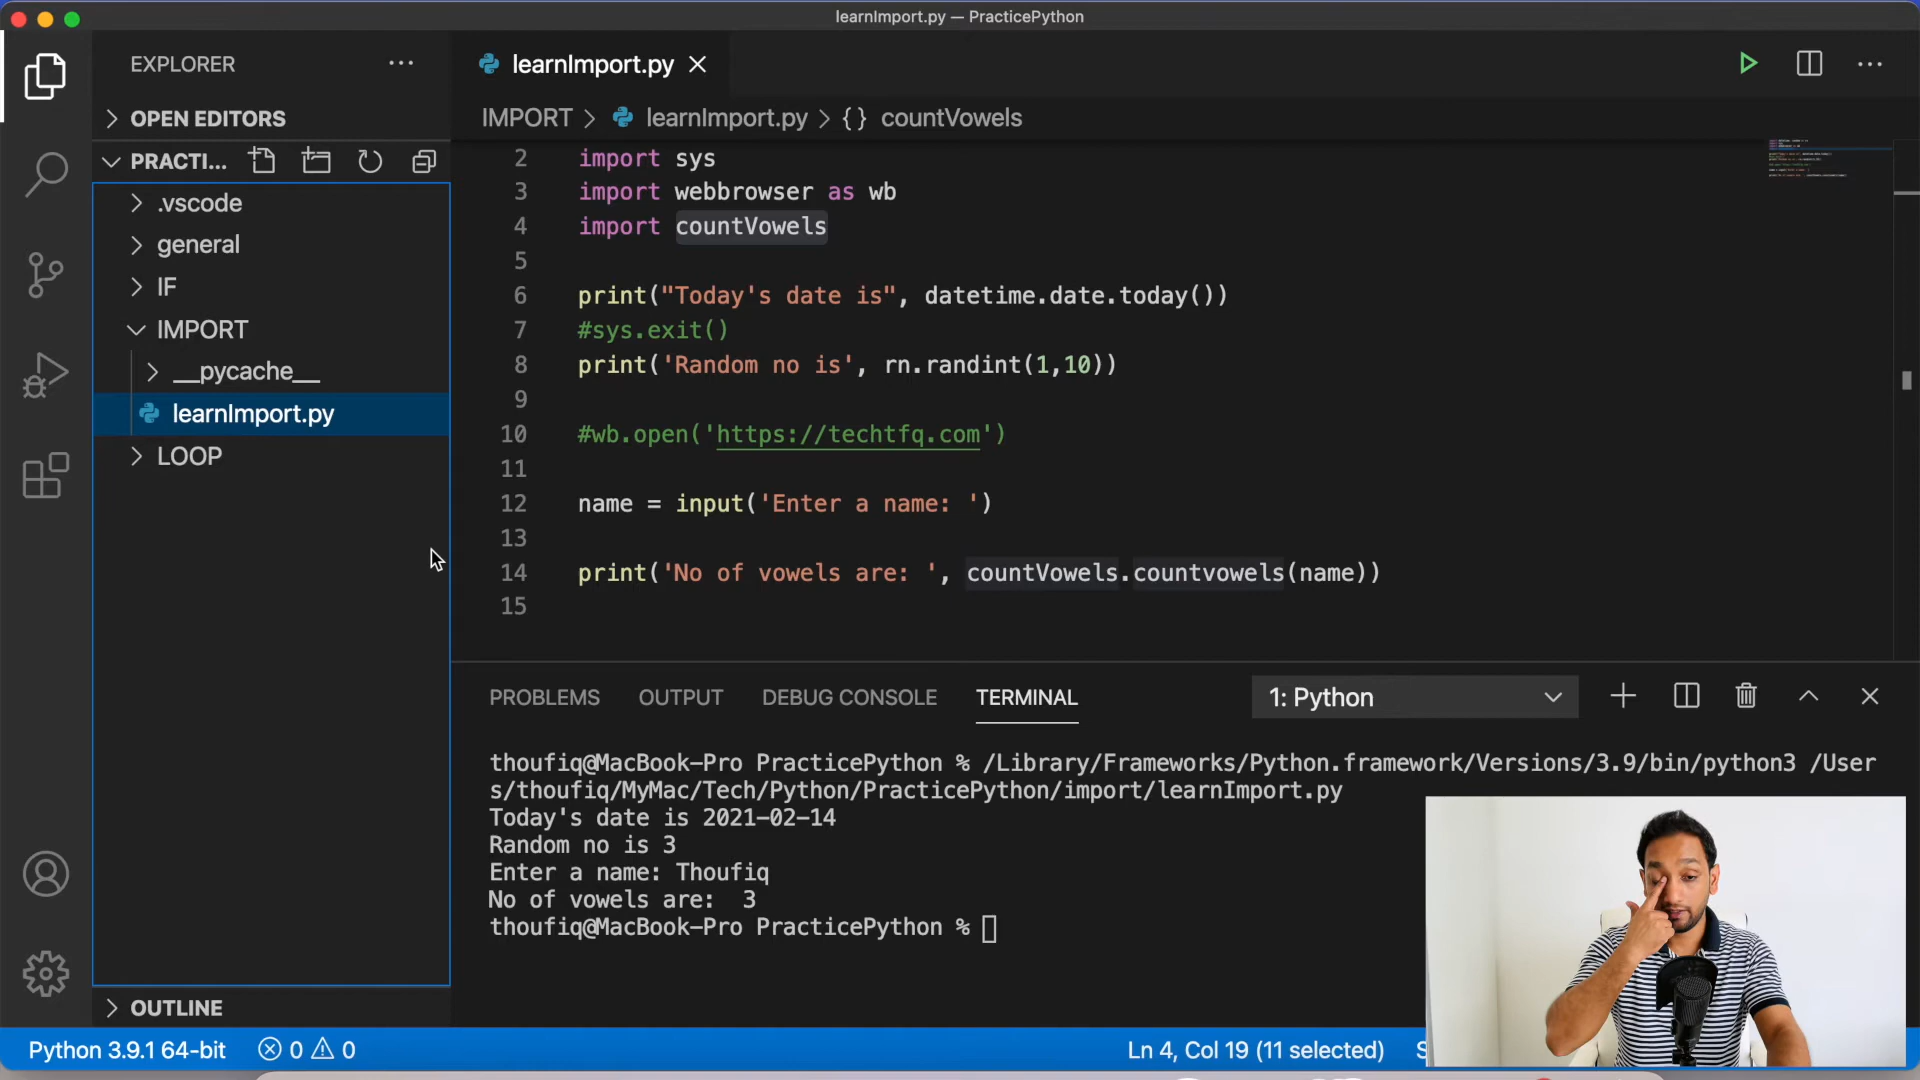 learnImport.py — PracticePython
EXPLORER
OPEN EDITORS
PRACTI...
.vscode
general
IF
IMPORT
__pycache__
learnImport.py
LOOP
OUTLINE
learnImport.py
IMPORT > learnImport.py > {} countVowels
2 import sys
3 import webbrowser as wb
4 import countVowels
5
6 print("Today's date is", datetime.date.today())
7 #sys.exit()
8 print('Random no is', rn.randint(1,10))
9
10 #wb.open('https://techtfq.com')
11
12 name = input('Enter a name: ')
13
14 print('No of vowels are: ', countVowels.countvowels(name))
15
PROBLEMS OUTPUT DEBUG CONSOLE TERMINAL 1: Python
thoufiq@MacBook-Pro PracticePython % /Library/Frameworks/Python.framework/Versions/3.9/bin/python3 /User
s/thoufiq/MyMac/Tech/Python/PracticePython/import/learnImport.py
Today's date is 2021-02-14
Random no is 3
Enter a name: Thoufiq
No of vowels are:  3
thoufiq@MacBook-Pro PracticePython %
Python 3.9.1 64-bit 0 0 Ln 4, Col 19 (11 selected)